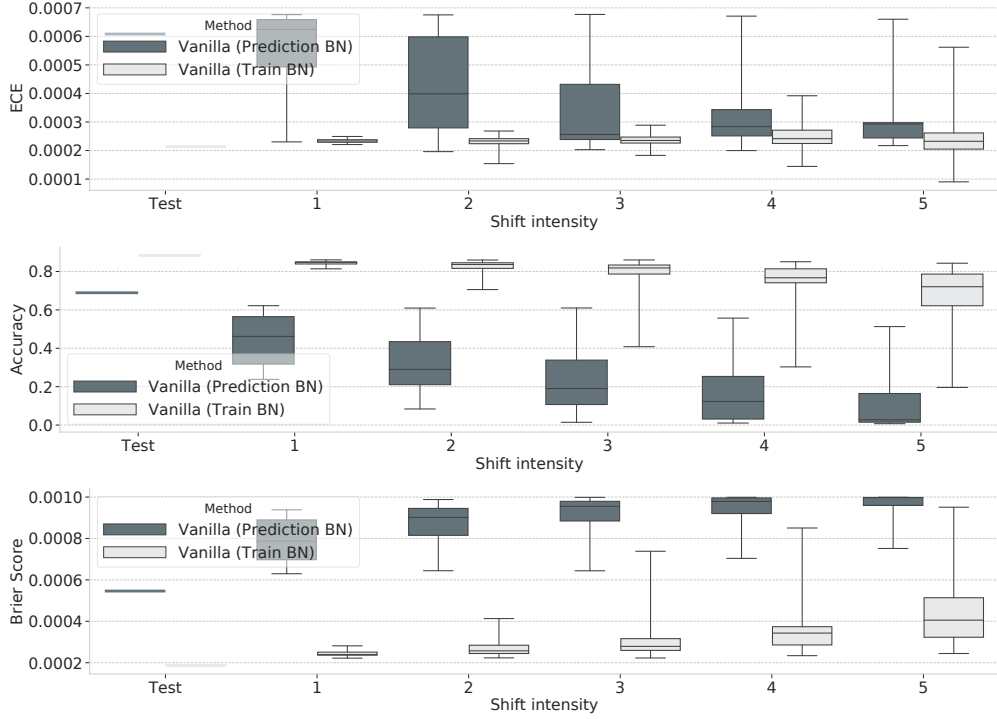 0.0007
0.0006
0.0005
0.0004
0.0003
0.0002
0.0001
ECE
Method
Vanilla (Prediction BN)
Vanilla (Train BN)
Test 1 2 3 4 5
Shift intensity
0.8
0.6
0.4
0.2
0.0
Accuracy
Method
Vanilla (Prediction BN)
Vanilla (Train BN)
Test 1 2 3 4 5
Shift intensity
0.0010
0.0008
0.0006
0.0004
0.0002
Brier Score
Method
Vanilla (Prediction BN)
Vanilla (Train BN)
Test 1 2 3 4 5
Shift intensity